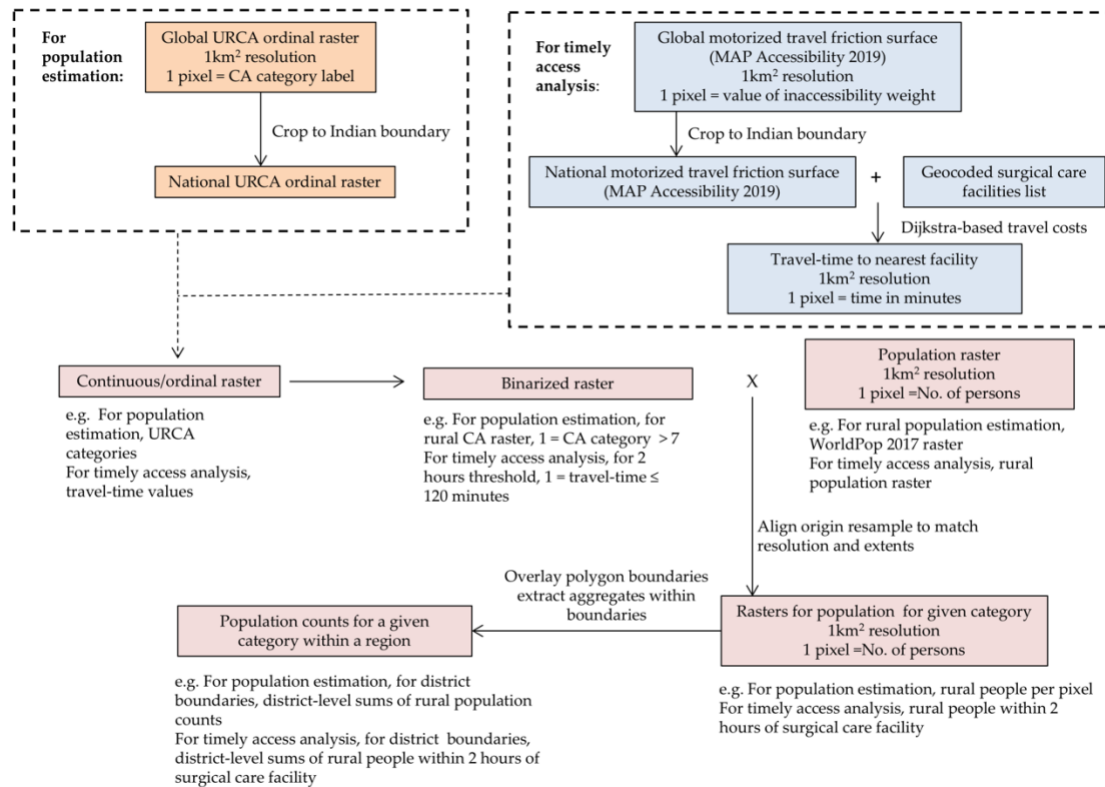 For
population
estimation:
Global URCA ordinal raster
1km² resolution
1 pixel = CA category label
Crop to Indian boundary
National URCA ordinal raster
For timely
access
analysis:
Global motorized travel friction surface
(MAP Accessibility 2019)
1km² resolution
1 pixel = value of inaccessibility weight
Crop to Indian boundary
National motorized travel friction surface
(MAP Accessibility 2019)
+
Geocoded surgical care
facilities list
Dijkstra-based travel costs
Travel-time to nearest facility
1km² resolution
1 pixel = time in minutes
Continuous/ordinal raster
e.g. For population
estimation, URCA
categories
For timely access analysis,
travel-time values
Binarized raster
e.g. For population estimation, for
rural CA raster, 1 = CA category > 7
For timely access analysis, for 2
hours threshold, 1 = travel-time ≤
120 minutes
X
Population raster
1km² resolution
1 pixel =No. of persons
e.g. For rural population estimation,
WorldPop 2017 raster
For timely access analysis, rural
population raster
Align origin resample to match
resolution and extents
Rasters for population for given category
1km² resolution
1 pixel =No. of persons
e.g. For population estimation, rural people per pixel
For timely access analysis, rural people within 2
hours of surgical care facility
Overlay polygon boundaries
extract aggregates within
boundaries
Population counts for a given
category within a region
e.g. For population estimation, for district
boundaries, district-level sums of rural population
counts
For timely access analysis, for district boundaries,
district-level sums of rural people within 2 hours of
surgical care facility